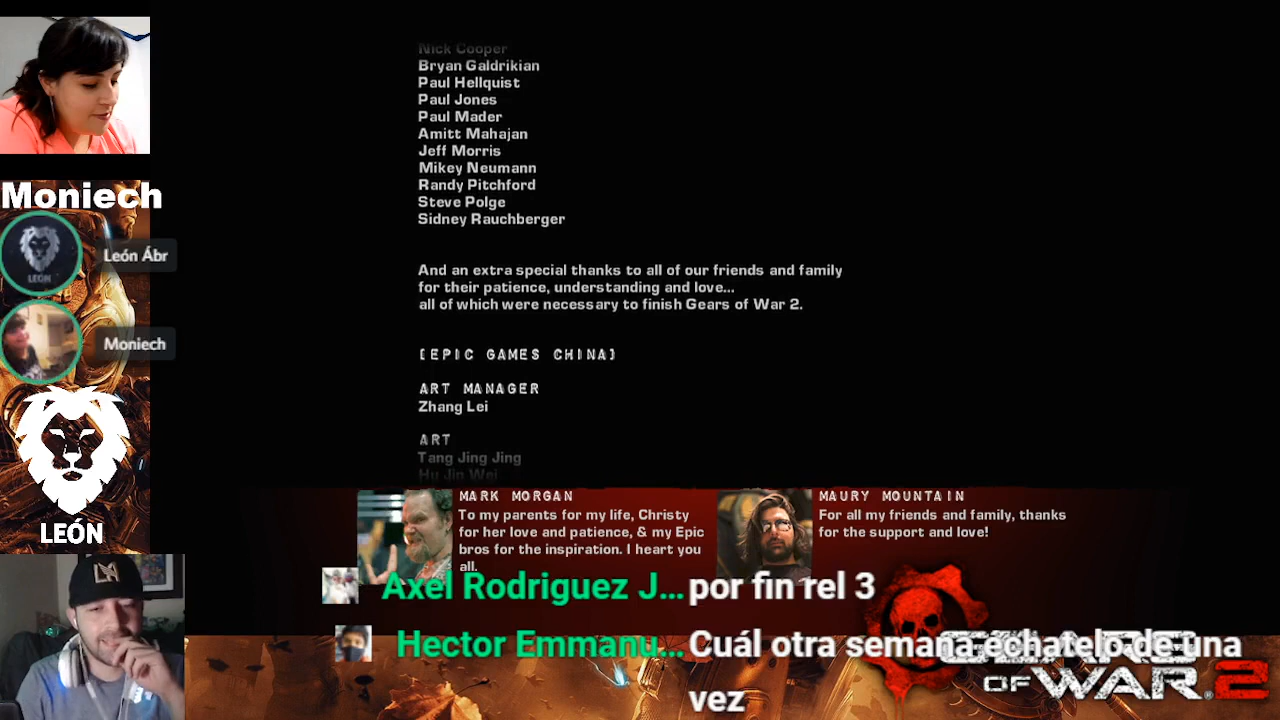 Nick Cooper
Bryan Galdrikian
Paul Hellquist
Paul Jones
Paul Mader
Amitt Mahajan
Jeff Morris
Mikey Neumann
Randy Pitchford
Steve Polge
Sidney Rauchberger
And an extra special thanks to all of our friends and family
for their patience, understanding and love...
all of which were necessary to finish Gears of War 2.
[EPIC GAMES CHINA]
ART MANAGER
Zhang Lei
ART
Tang Jing Jing
Hu Jin Wei
Moniech
León Ábr
LEÓN
Moniech
LEÓN
MARK MORGAN
To my parents for my life, Christy
for her love and patience, & my Epic
bros for the inspiration. I heart you
all.
MAURY MOUNTAIN
For all my friends and family, thanks
for the support and love!
Axel Rodriguez J... por fin rel 3
Hector Emmanu... Cuál otra semana échatelo de una
vez
GEARS
OF WAR 2